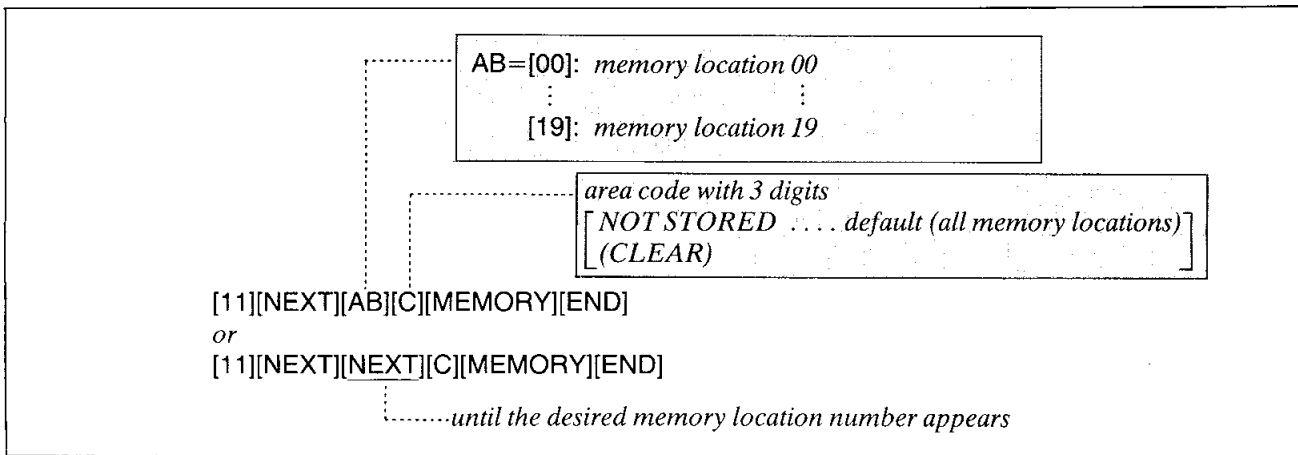 AB=[00]: memory location 00
[19]: memory location 19
area code with 3 digits
[NOT STORED .... default (all memory locations)
(CLEAR)]
[11][NEXT][AB][C][MEMORY][END]
or
[11][NEXT][NEXT][C][MEMORY][END]
until the desired memory location number appears